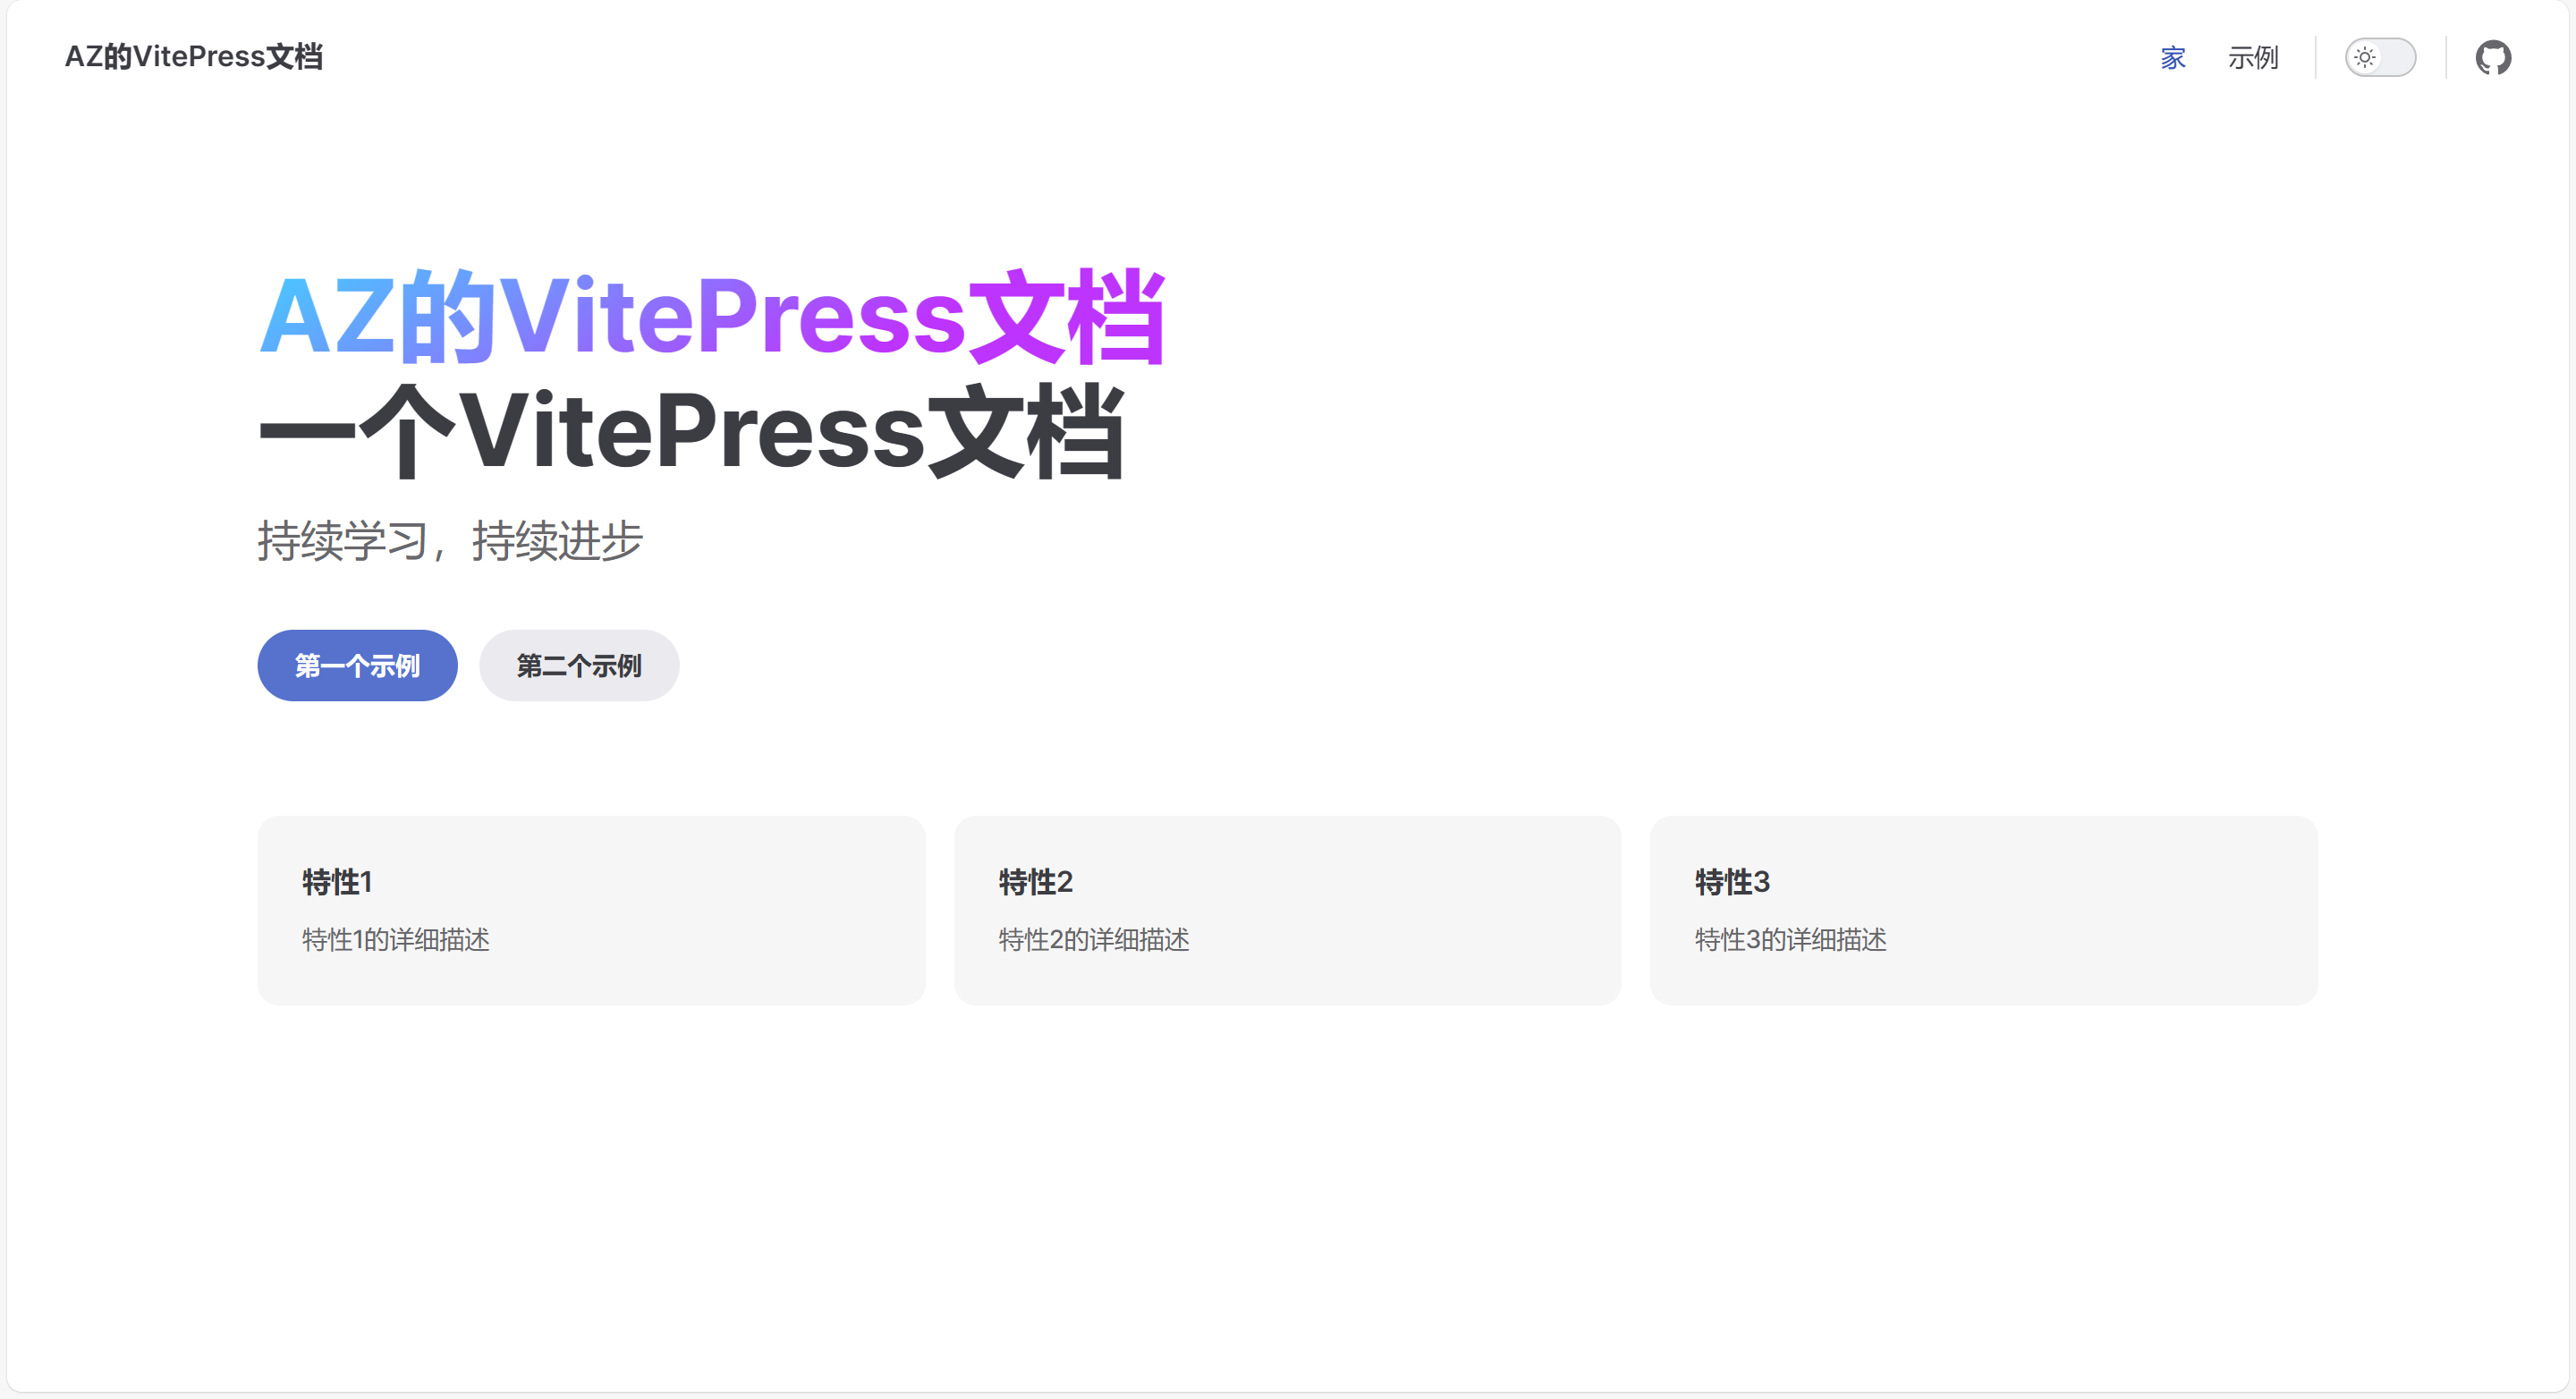 AZ的VitePress文档
家
示例
AZ的VitePress文档
一个VitePress文档
持续学习，持续进步
第一个示例
第二个示例
特性1
特性1的详细描述
特性2
特性2的详细描述
特性3
特性3的详细描述